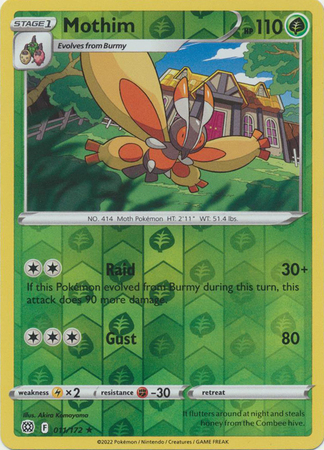 STAGE 1 Mothim HP 110
Evolves from Burmy
NO. 414 Moth Pokémon HT: 2'11" WT: 51.4 lbs.
Raid 30+
If this Pokémon evolved from Burmy during this turn, this
attack does 90 more damage.
Gust 80
weakness ×2 resistance -30 retreat
Illus. Akira Komayama
F 011/172 ★
It flutters around at night and steals
honey from the Combee hive.
©2022 Pokémon / Nintendo / Creatures / GAME FREAK